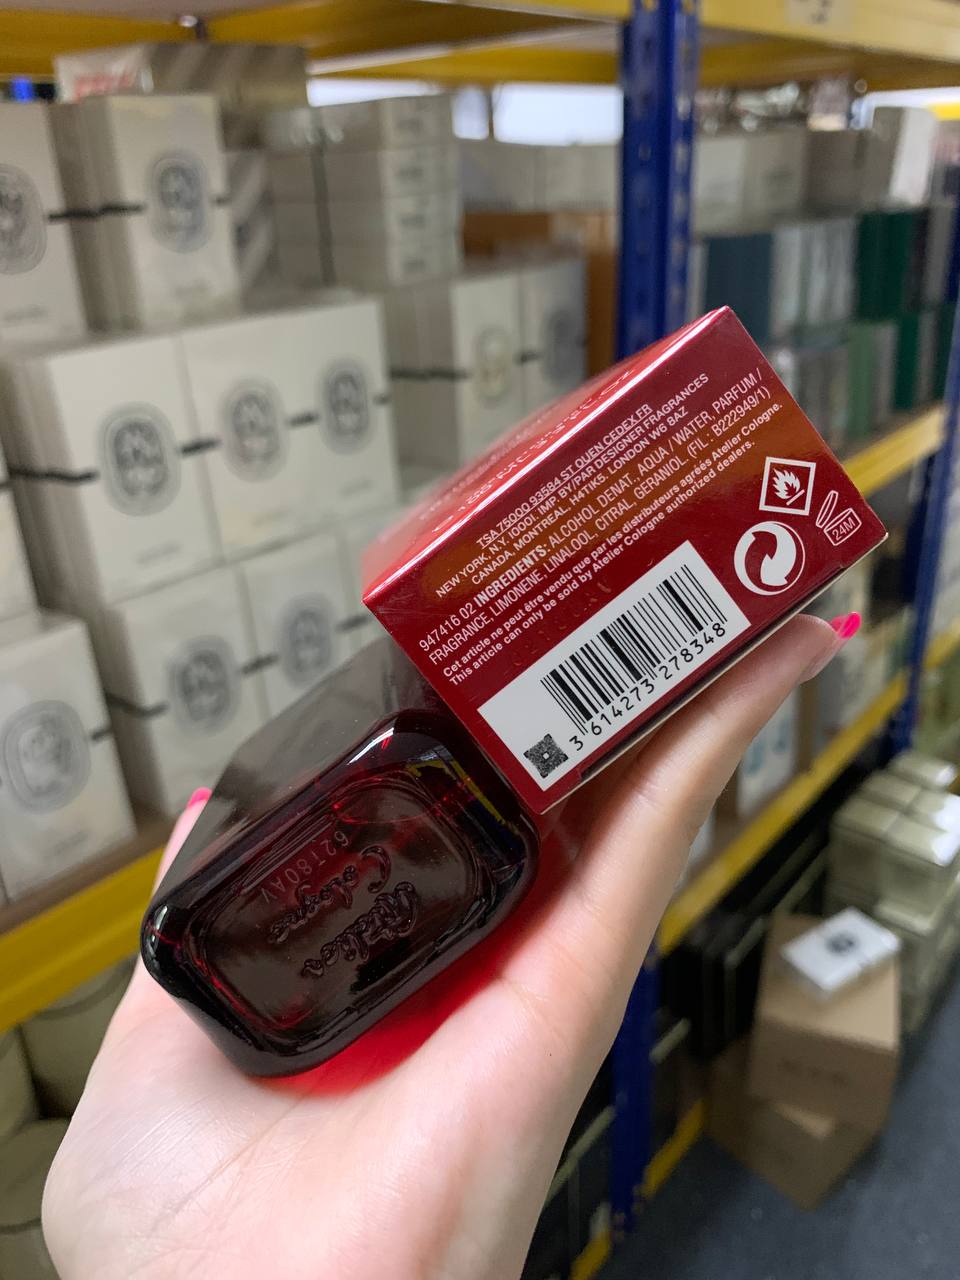 TSA 75000 93584 ST OUEN CEDEX.FR
NEW YORK, N.Y. 10001. IMP. BY/PAR DESIGNER FRAGRANCES
CANADA, MONTREAL, H4T1K5. LONDON W6 8AZ
947416 02 INGREDIENTS: ALCOHOL DENAT., AQUA / WATER, PARFUM /
FRAGRANCE, LIMONENE, LINALOOL, CITRAL, GERANIOL (FIL : B222949/1)
Cet article ne peut être vendu que par les distributeurs agréés Atelier Cologne.
This article can only be sold by Atelier Cologne authorized dealers.
24M
3 614273 278348
62T80AV
Atelier
Cologne